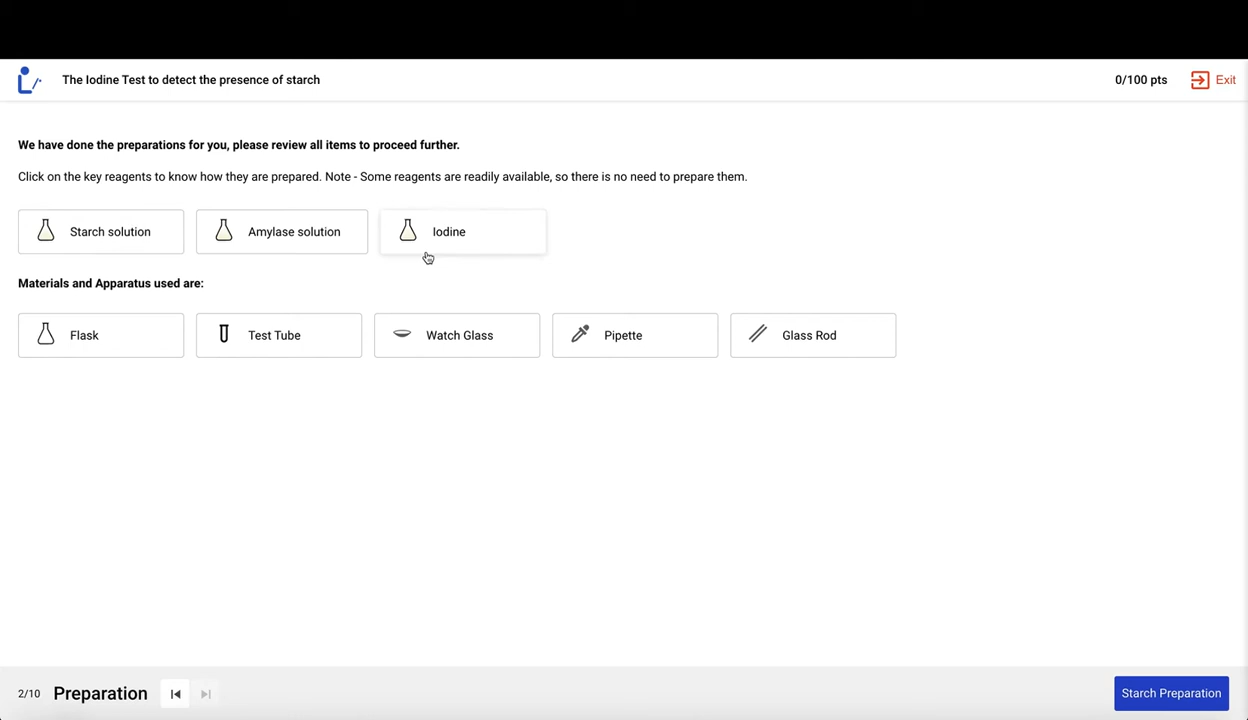 The Iodine Test to detect the presence of starch
0/100 pts
Exit
We have done the preparations for you, please review all items to proceed further.
Click on the key reagents to know how they are prepared. Note - Some reagents are readily available, so there is no need to prepare them.
Starch solution
Amylase solution
Iodine
Materials and Apparatus used are:
Flask
Test Tube
Watch Glass
Pipette
Glass Rod
2/10
Preparation
Starch Preparation